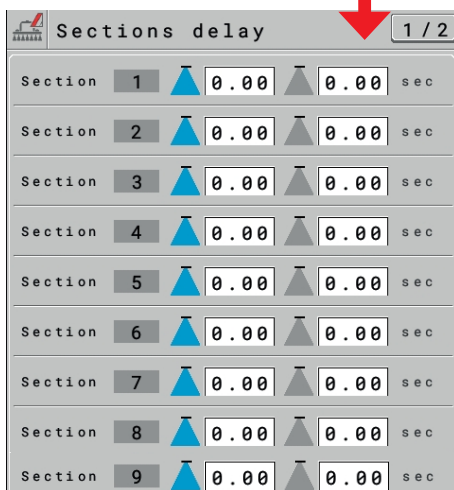 Sections delay 1/2
Section 1 0.00 0.00 sec
Section 2 0.00 0.00 sec
Section 3 0.00 0.00 sec
Section 4 0.00 0.00 sec
Section 5 0.00 0.00 sec
Section 6 0.00 0.00 sec
Section 7 0.00 0.00 sec
Section 8 0.00 0.00 sec
Section 9 0.00 0.00 sec